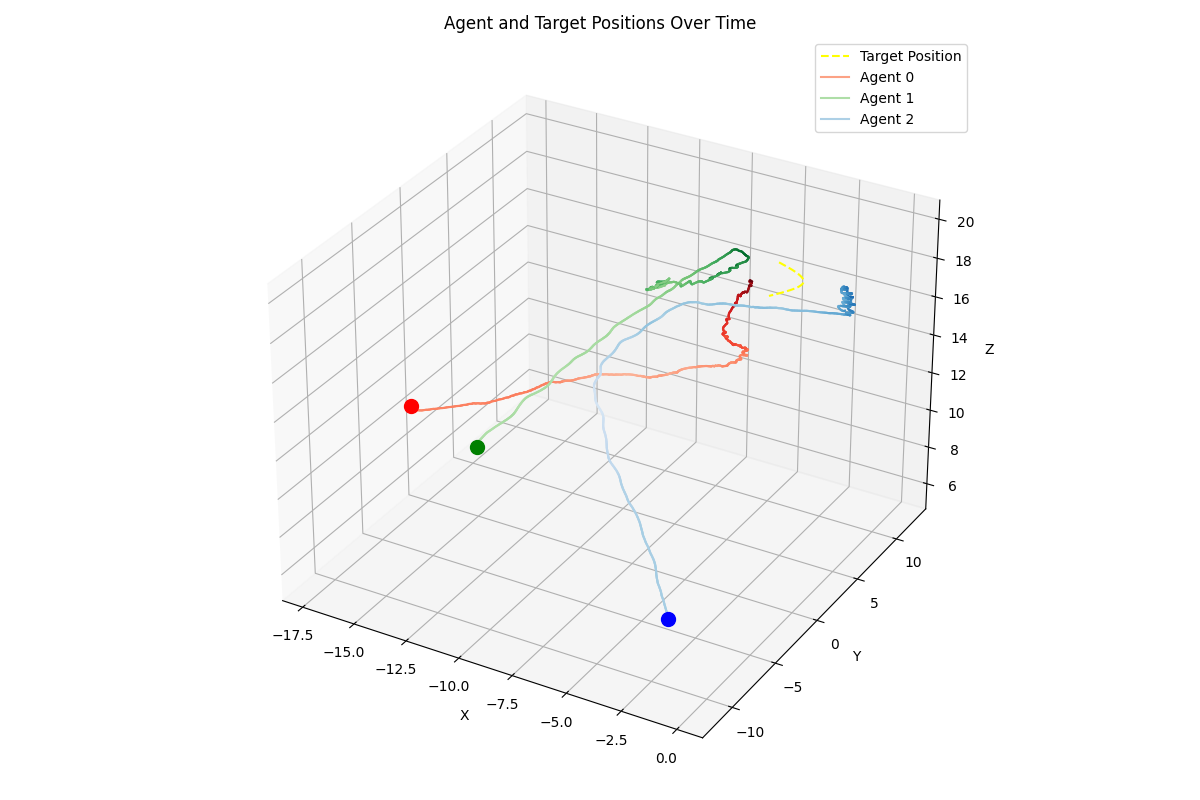 Agent and Target Positions Over Time
Target Position
Agent 0
Agent 1
Agent 2
20
18
16
14
12
10
8
6
Z
10
5
0
−5
−10
Y
−17.5
−15.0
−12.5
−10.0
−7.5
−5.0
−2.5
0.0
X